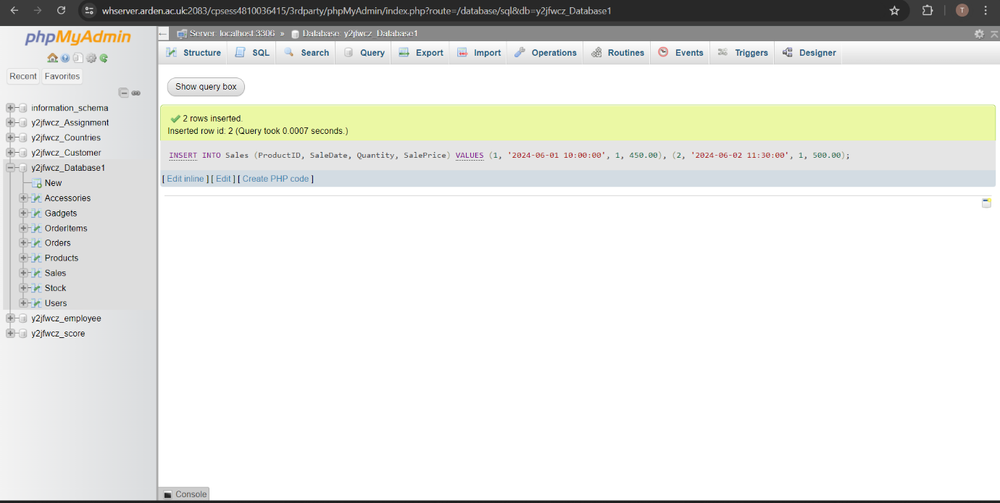 whserver.arden.ac.uk:2083/cpsess4810036415/3rdparty/phpMyAdmin/index.php?route=/database/sql&db=y2jfwcz_Database1
T
phpMyAdmin
Recent Favorites
information_schema
y2jfwcz_Assignment
y2jfwcz_Countries
y2jfwcz_Customer
y2jfwcz_Database1
New
Accessories
Gadgets
OrderItems
Orders
Products
Sales
Stock
Users
y2jfwcz_employee
y2jfwcz_score
Server localhost 3306 » Database y2jfwcz_Database1
Structure SQL Search Query Export Import Operations Routines Events Triggers Designer
Show query box
2 rows inserted.
Inserted row id: 2 (Query took 0.0007 seconds.)
INSERT INTO Sales (ProductID, SaleDate, Quantity, SalePrice) VALUES (1, '2024-06-01 10:00:00', 1, 450.00), (2, '2024-06-02 11:30:00', 1, 500.00);
[ Edit inline ] [ Edit ] [ Create PHP code ]
Console